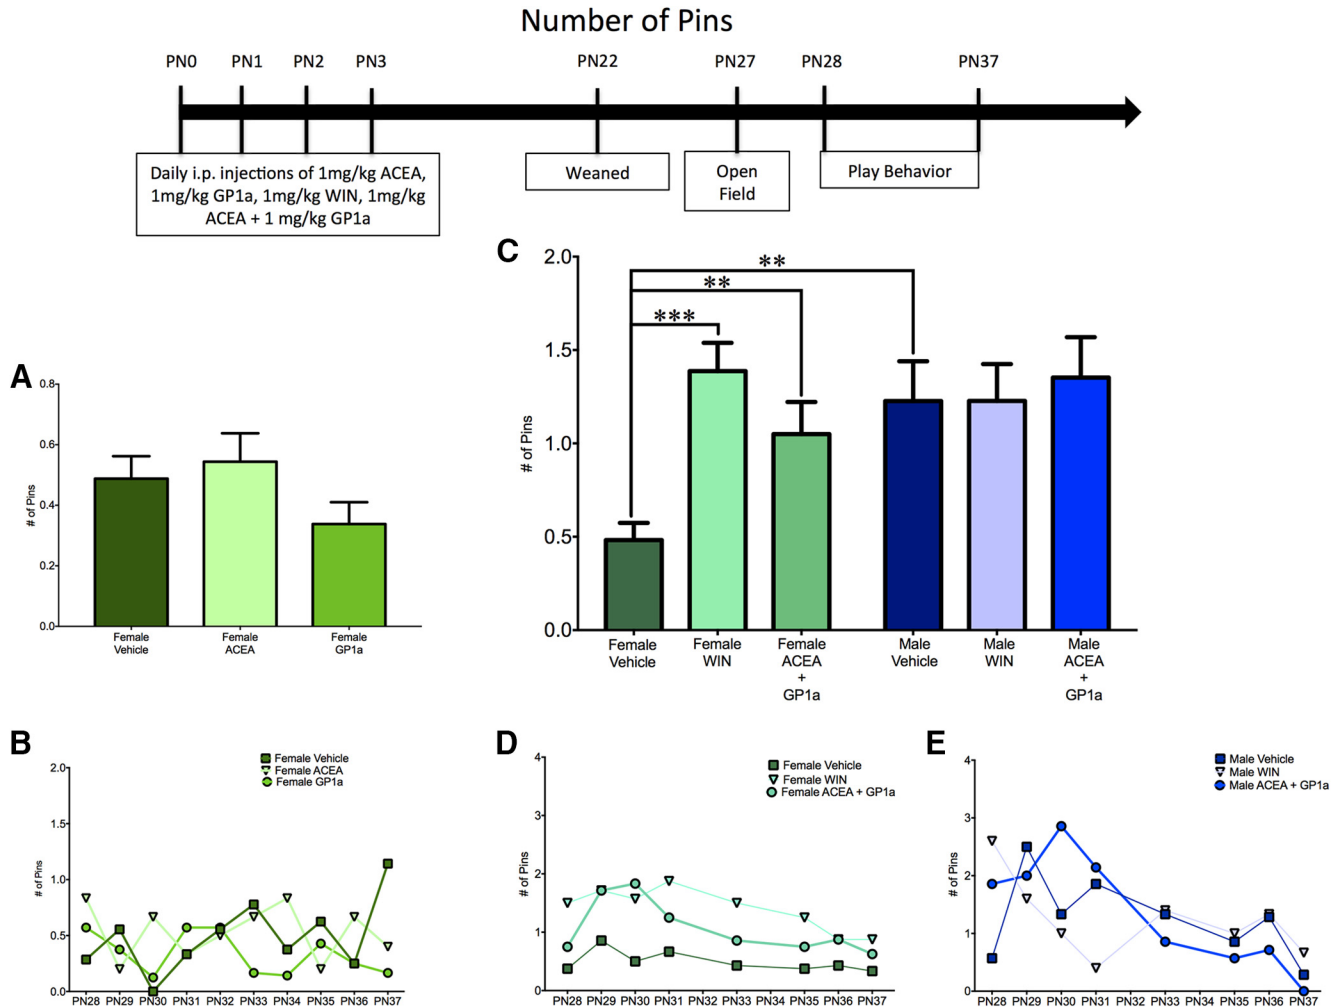 Number of Pins
PN0 PN1 PN2 PN3 PN22 PN27 PN28 PN37
Daily i.p. injections of 1mg/kg ACEA,
1mg/kg GP1a, 1mg/kg WIN, 1mg/kg
ACEA + 1 mg/kg GP1a
Weaned
Open
Field
Play Behavior
A
# of Pins
0.8
0.6
0.4
0.2
0.0
Female
Vehicle
Female
ACEA
Female
GP1a
C
# of Pins
2.0
1.5
1.0
0.5
0.0
**
**
***
Female
Vehicle
Female
WIN
Female
ACEA
+
GP1a
Male
Vehicle
Male
WIN
Male
ACEA
+
GP1a
B
Female Vehicle
Female ACEA
Female GP1a
# of Pins
2.0
1.5
1.0
0.5
0.0
PN28 PN29 PN30 PN31 PN32 PN33 PN34 PN35 PN36 PN37
D
Female Vehicle
Female WIN
Female ACEA + GP1a
# of Pins
4
3
2
1
0
PN28 PN29 PN30 PN31 PN32 PN33 PN34 PN35 PN36 PN37
E
Male Vehicle
Male WIN
Male ACEA + GP1a
# of Pins
4
3
2
1
0
PN28 PN29 PN30 PN31 PN32 PN33 PN34 PN35 PN36 PN37